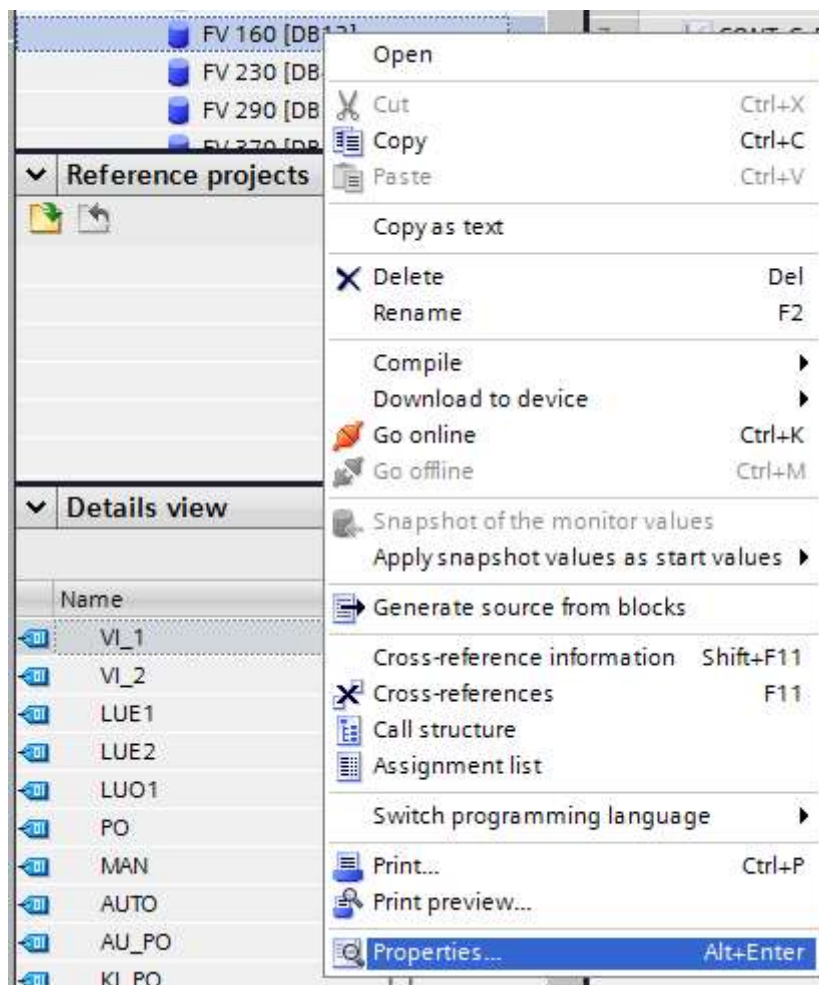 FV 160 [DB12]
FV 230 [DB
FV 290 [DB
FV 370 [DB
Reference projects
Details view
Name
VI_1
VI_2
LUE1
LUE2
LUO1
PO
MAN
AUTO
AU_PO
KI_PO
Open
Cut Ctrl+X
Copy Ctrl+C
Paste Ctrl+V
Copy as text
Delete Del
Rename F2
Compile
Download to device
Go online Ctrl+K
Go offline Ctrl+M
Snapshot of the monitor values
Apply snapshot values as start values
Generate source from blocks
Cross-reference information Shift+F11
Cross-references F11
Call structure
Assignment list
Switch programming language
Print... Ctrl+P
Print preview...
Properties... Alt+Enter